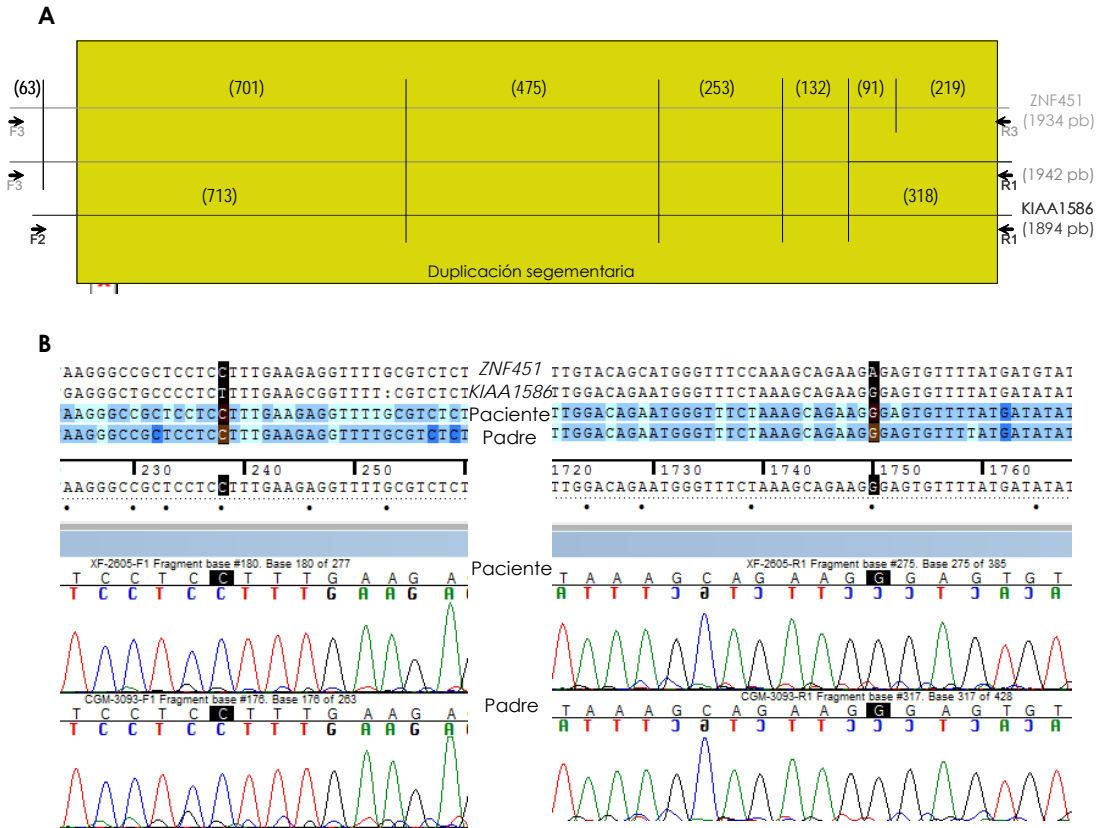 A
(63) (701) (475) (253) (132) (91) (219)
ZNF451
F3 R3 (1934 pb)
F3 R1 (1942 pb)
(713) (318)
KIAA1586
F2 R1 (1894 pb)
Duplicación segementaria
B
AAGGGCCGCTCCTCCTTTGAAGAGGTTTTGCGTCTCT ZNF451 TTGTACAGCATGGGTTTCCAAAGCAGAAGAGAGTGTTTTATGATGTAT
GAGGGCTGCCCCTCTTTTGAAGCGGTTTT:CGTCTCT KIAA1586 TTGGACAGAATGGGTTTCTAAAGCAGAAGGGAGTGTTTTATGATATAT
AAGGGCCGCTCCTCCTTTGAAGAGGTTTTGCGTCTCT Paciente TTGGACAGAATGGGTTTCTAAAGCAGAAGGGAGTGTTTTATGATATAT
AAGGGCCGCTCCTCCTTTGAAGAGGTTTTGCGTCTCT Padre TTGGACAGAATGGGTTTCTAAAGCAGAAGGGAGTGTTTTATGATATAT
230 240 250 1720 1730 1740 1750 1760
AAGGGCCGCTCCTCCTTTGAAGAGGTTTTGCGTCTCT TTGGACAGAATGGGTTTCTAAAGCAGAAGGGAGTGTTTTATGATATAT
XF-2605-F1 Fragment base #180. Base 180 of 277 Paciente XF-2605-R1 Fragment base #275. Base 275 of 385
T C C T C C T T T G A A G A T A A A G C A G A A G G G A G T G T
T C C T C C T T T G A A G A A T T T C G T C T T C C C T C A C A
CGM-3093-F1 Fragment base #176. Base 176 of 263 Padre CGM-3093-R1 Fragment base #317. Base 317 of 428
T C C T C C T T T G A A G A T A A A G C A G A A G G G A G T G T
T C C T C C T T T G A A G A A T T T C G T C T T C C C T C A C A